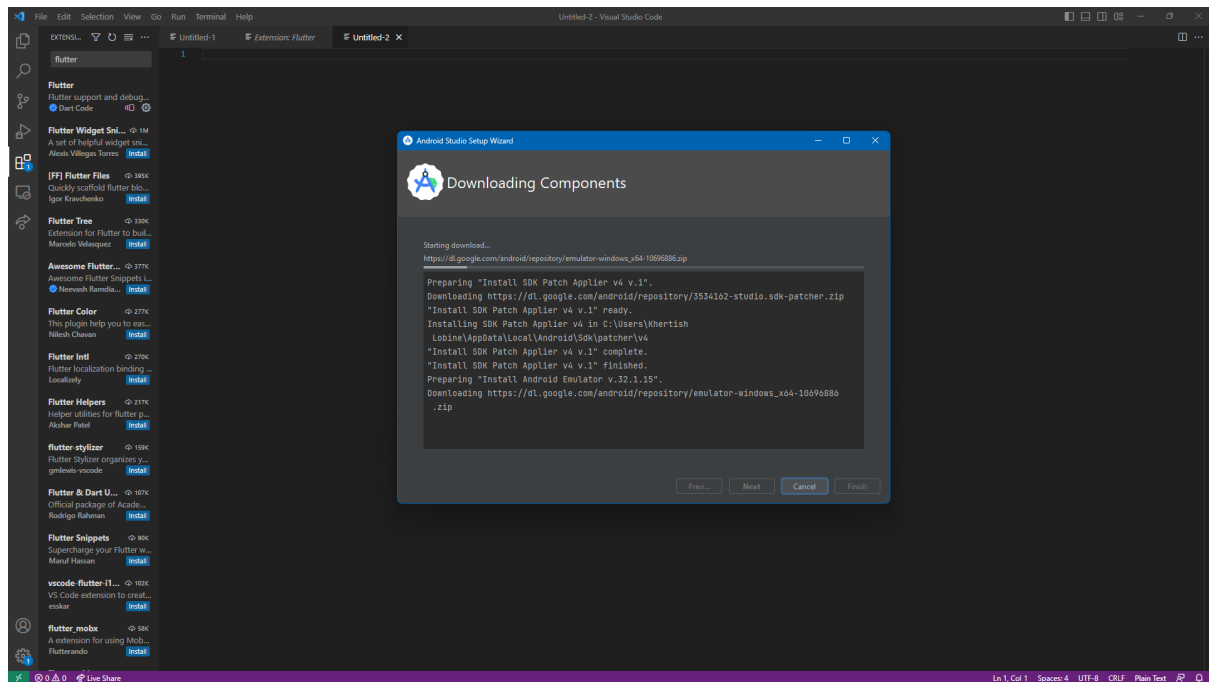 File Edit Selection View Go Run Terminal Help
Untitled-2 - Visual Studio Code
EXTENSI...
Untitled-1
Extension: Flutter
Untitled-2
flutter
1
Flutter
Flutter support and debug...
Dart Code
Flutter Widget Sni... 1M
A set of helpful widget sni...
Alexis Villegas Torres Install
[FF] Flutter Files 395K
Quickly scaffold flutter blo...
Igor Kravchenko Install
Flutter Tree 330K
Extension for Flutter to buil...
Marcelo Velasquez Install
Awesome Flutter... 377K
Awesome Flutter Snippets i...
Neevash Ramdia... Install
Flutter Color 277K
This plugin help you to eas...
Nilesh Chavan Install
Flutter Intl 270K
Flutter localization binding ...
Localizely Install
Flutter Helpers 217K
Helper utilities for flutter p...
Akshar Patel Install
flutter-stylizer 159K
Flutter Stylizer organizes y...
gmlewis-vscode Install
Flutter & Dart U... 107K
Official package of Acade...
Rodrigo Rahman Install
Flutter Snippets 90K
Supercharge your Flutter w...
Maruf Hassan Install
vscode-flutter-i1... 102K
VS Code extension to creat...
esskar Install
flutter_mobx 58K
A extension for using Mob...
Flutterando Install
Android Studio Setup Wizard
Downloading Components
Starting download...
https://dl.google.com/android/repository/emulator-windows_x64-10696886.zip
Preparing "Install SDK Patch Applier v4 v.1".
Downloading https://dl.google.com/android/repository/3534162-studio.sdk-patcher.zip
"Install SDK Patch Applier v4 v.1" ready.
Installing SDK Patch Applier v4 in C:\Users\Khertish
Lobine\AppData\Local\Android\Sdk\patcher\v4
"Install SDK Patch Applier v4 v.1" complete.
"Install SDK Patch Applier v4 v.1" finished.
Preparing "Install Android Emulator v.32.1.15".
Downloading https://dl.google.com/android/repository/emulator-windows_x64-10696886
.zip
Previ... Next Cancel Finish
1
1
0 0 Live Share
Ln 1, Col 1 Spaces: 4 UTF-8 CRLF Plain Text